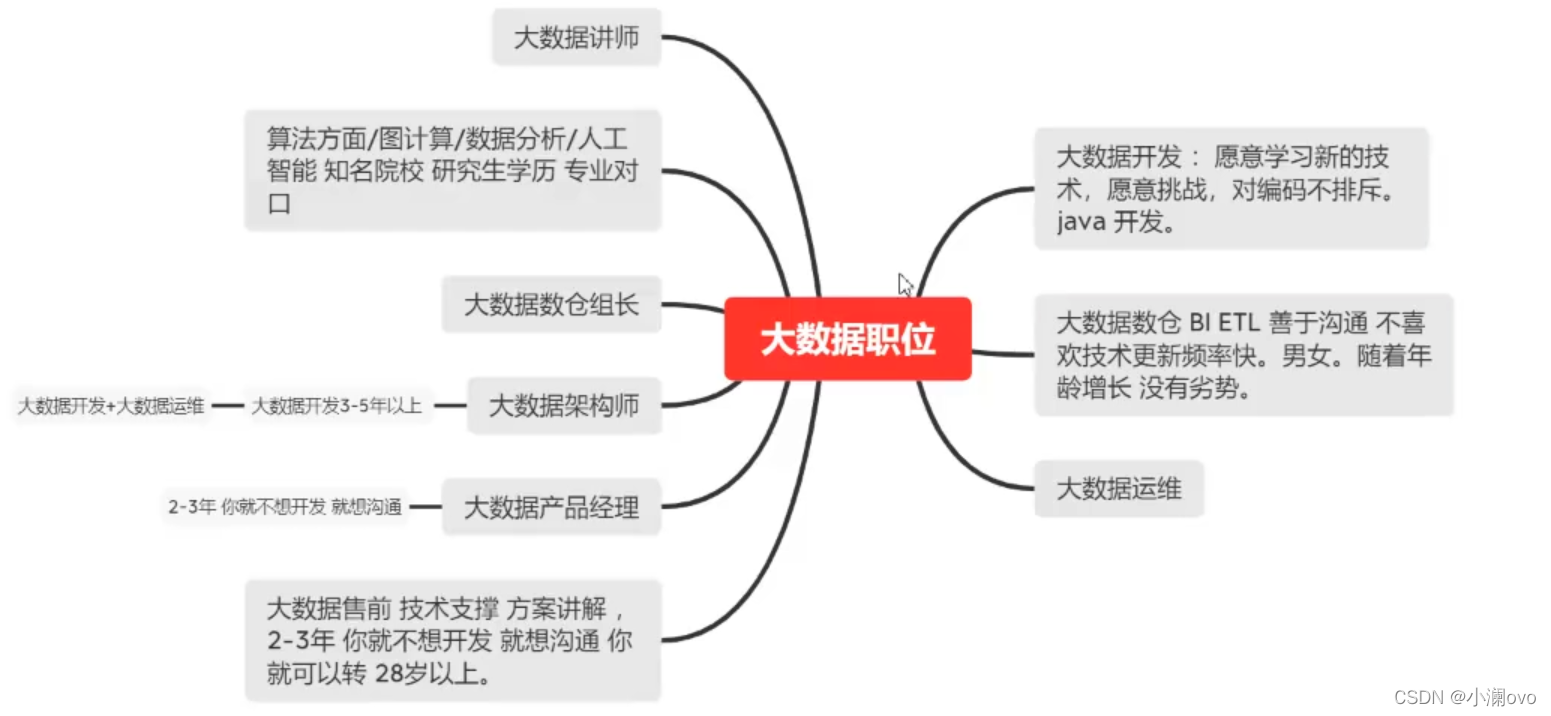 大数据讲师
算法方面/图计算/数据分析/人工
智能 知名院校 研究生学历 专业对
口
大数据数仓组长
大数据架构师
大数据开发3-5年以上
大数据开发+大数据运维
大数据产品经理
2-3年 你就不想开发 就想沟通
大数据售前 技术支撑 方案讲解，
2-3年 你就不想开发 就想沟通 你
就可以转 28岁以上。
大数据职位
大数据开发： 愿意学习新的技
术，愿意挑战，对编码不排斥。
java 开发。
大数据数仓 BI ETL 善于沟通 不喜
欢技术更新频率快。男女。随着年
龄增长 没有劣势。
大数据运维
CSDN @小澜ovo